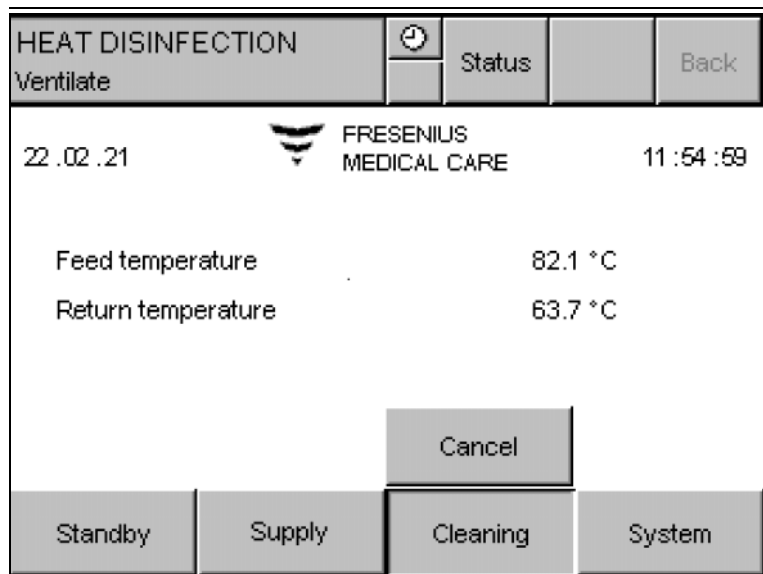 HEAT DISINFECTION
Ventilate
Status
Back
22.02.21
FRESENIUS
MEDICAL CARE
11:54:59
Feed temperature 82.1 °C
Return temperature 63.7 °C
Cancel
Standby Supply Cleaning System